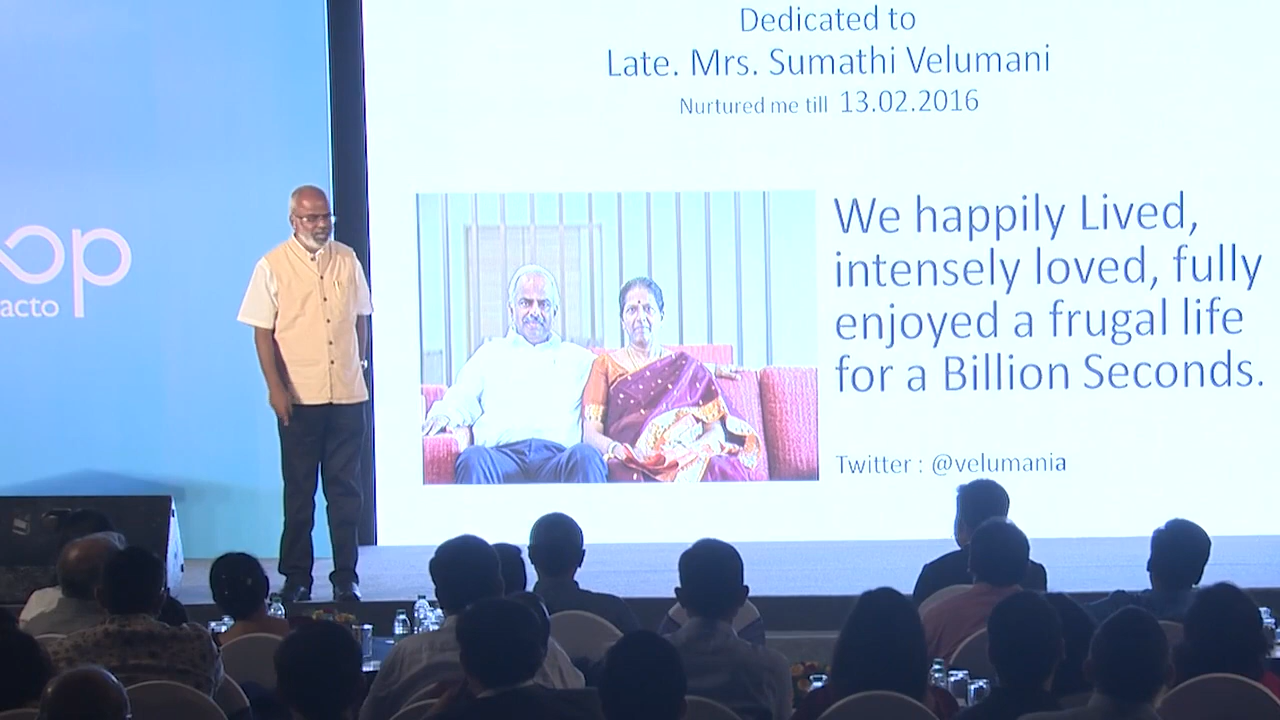 Dedicated to
Late. Mrs. Sumathi Velumani
Nurtured me till 13.02.2016
We happily Lived,
intensely loved, fully
enjoyed a frugal life
for a Billion Seconds.
Twitter : @velumania
op
acto